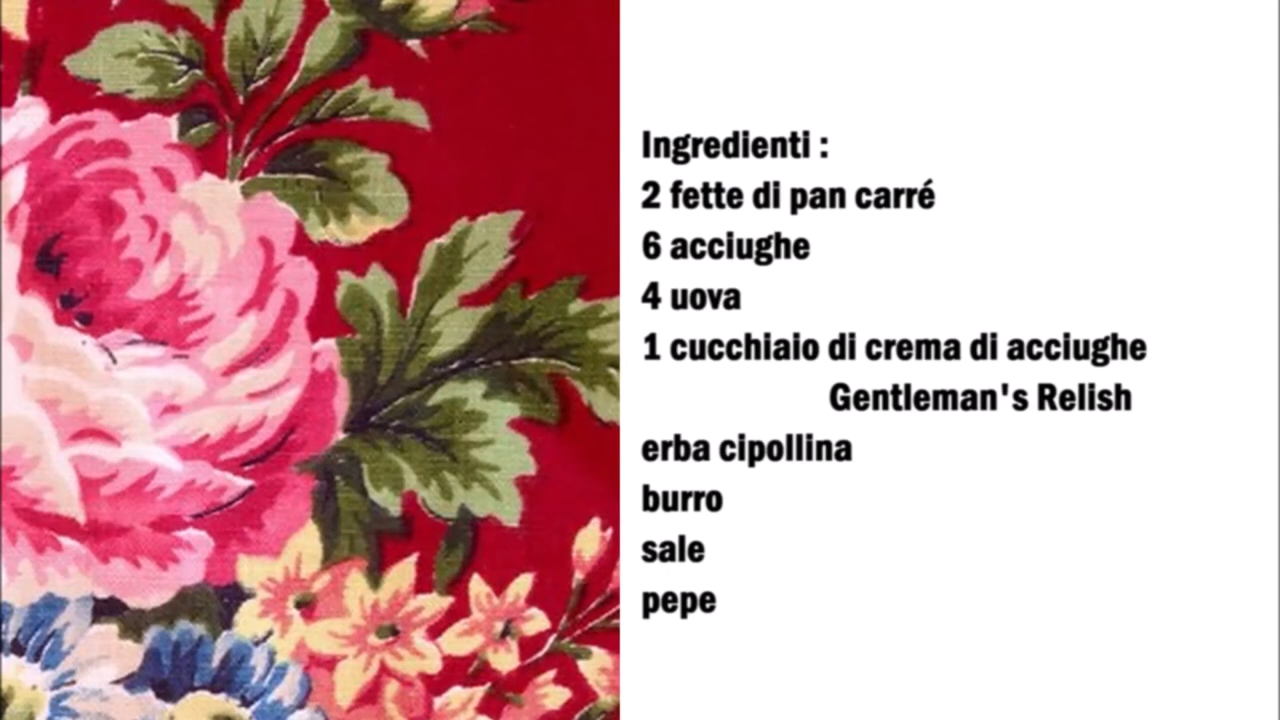 Ingredienti :
2 fette di pan carré
6 acciughe
4 uova
1 cucchiaio di crema di acciughe
Gentleman's Relish
erba cipollina
burro
sale
pepe